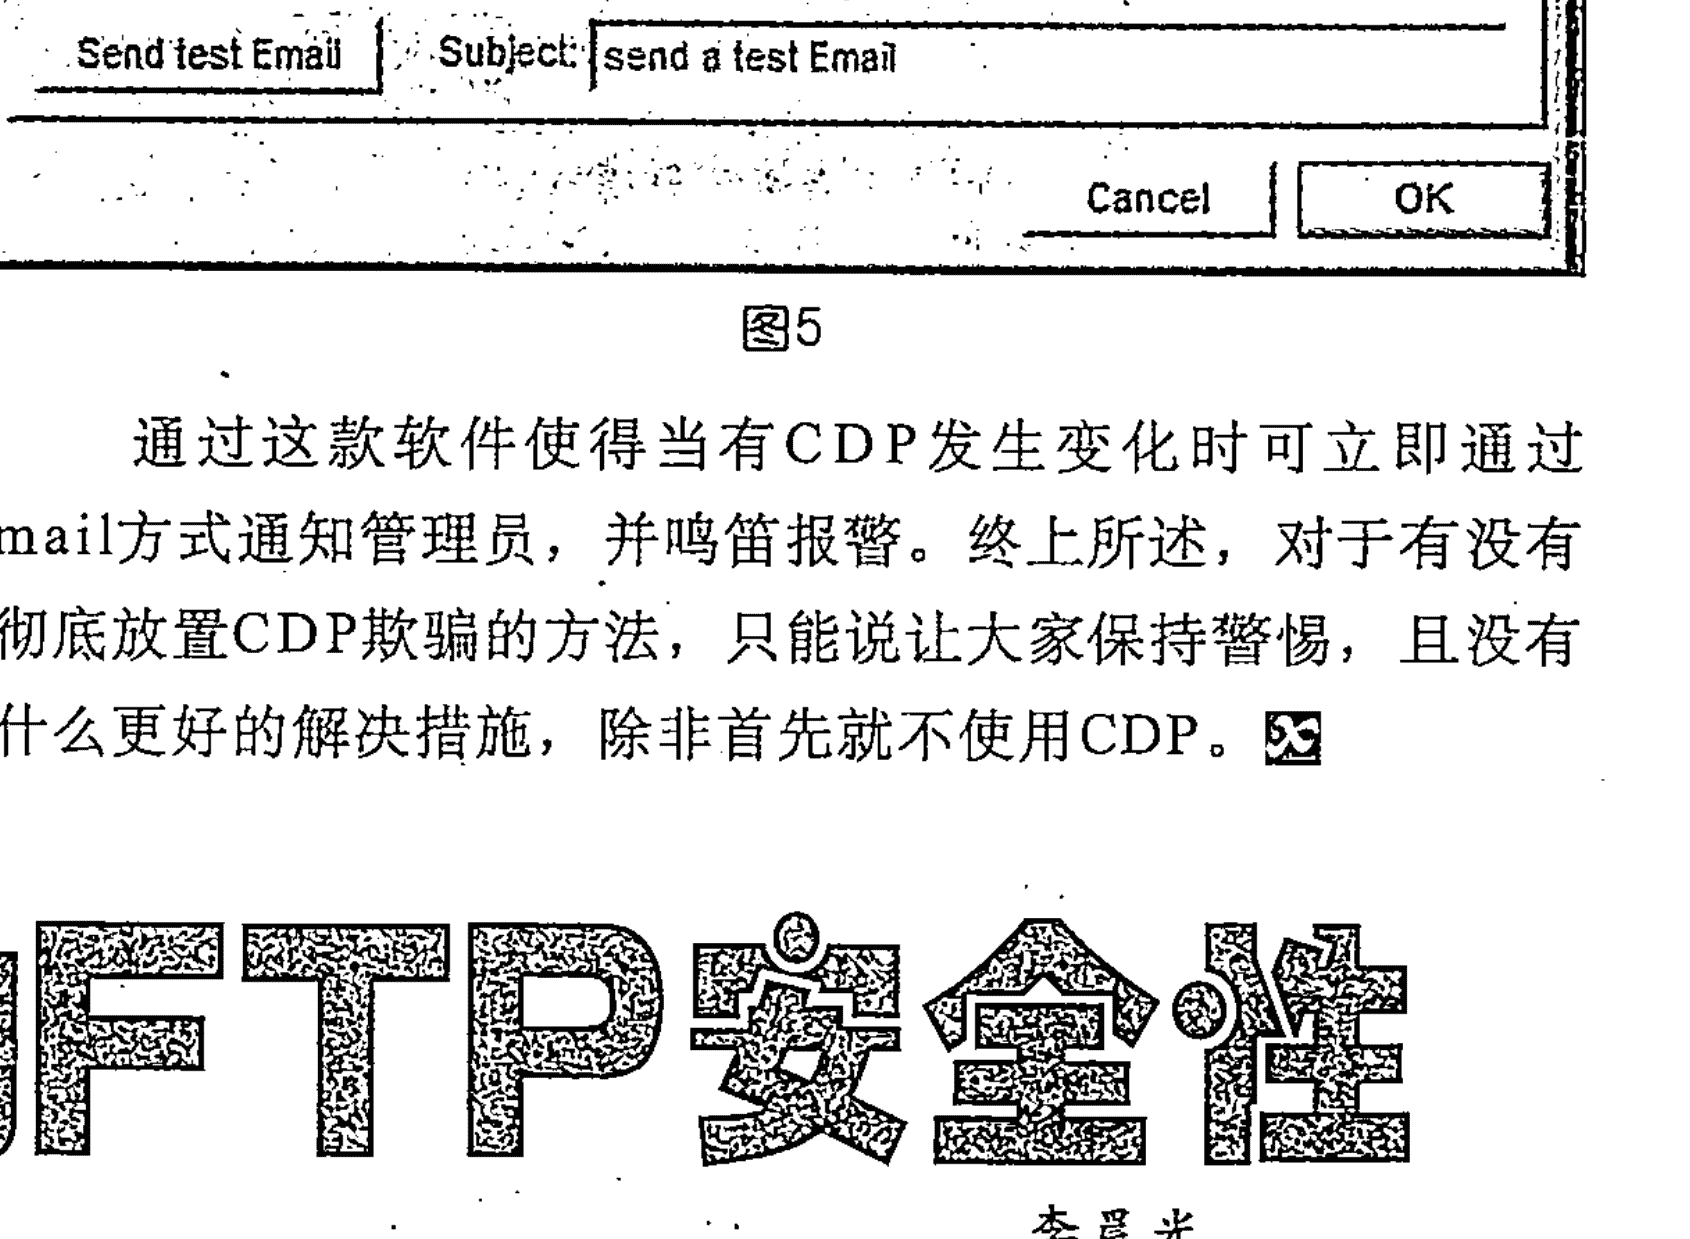 Send test Email Subject: send a test Email
Cancel OK
图5
通过这款软件使得当有CDP发生变化时可立即通过
mail方式通知管理员，并鸣笛报警。终上所述，对于有没有
彻底放置CDP欺骗的方法，只能说让大家保持警惕，且没有
什么更好的解决措施，除非首先就不使用CDP。
FTP安全性
李晨光